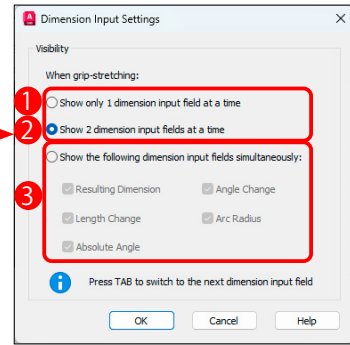 Dimension Input Settings
Visibility
When grip-stretching:
1 Show only 1 dimension input field at a time
2 Show 2 dimension input fields at a time
Show the following dimension input fields simultaneously:
3
Resulting Dimension Angle Change
Length Change Arc Radius
Absolute Angle
Press TAB to switch to the next dimension input field
OK Cancel Help